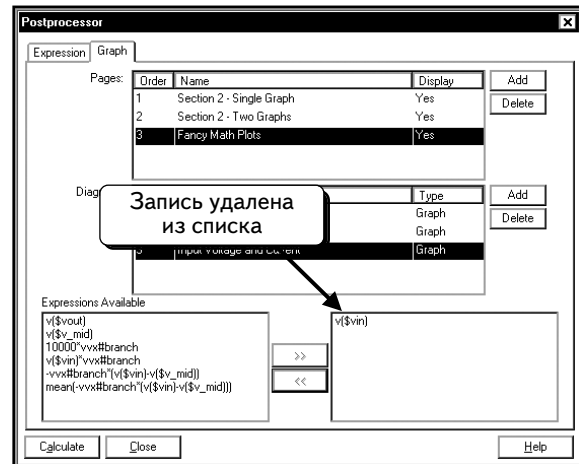 Postprocessor
Expression Graph
Pages:
Order Name Display
1 Section 2 - Single Graph Yes
2 Section 2 - Two Graphs Yes
3 Fancy Math Plots Yes
Add
Delete
Запись удалена
из списка
Type
Graph
Graph
Input Voltage and Graph
Add
Delete
Expressions Available
v($vout)
v($v_mid)
10000*vvx#branch
v($vin)*vvx#branch
-vvx#branch*(v($vin)-v($v_mid))
mean(-vvx#branch*(v($vin)-v($v_mid)))
>>
<<
v($vin)
Calculate Close Help